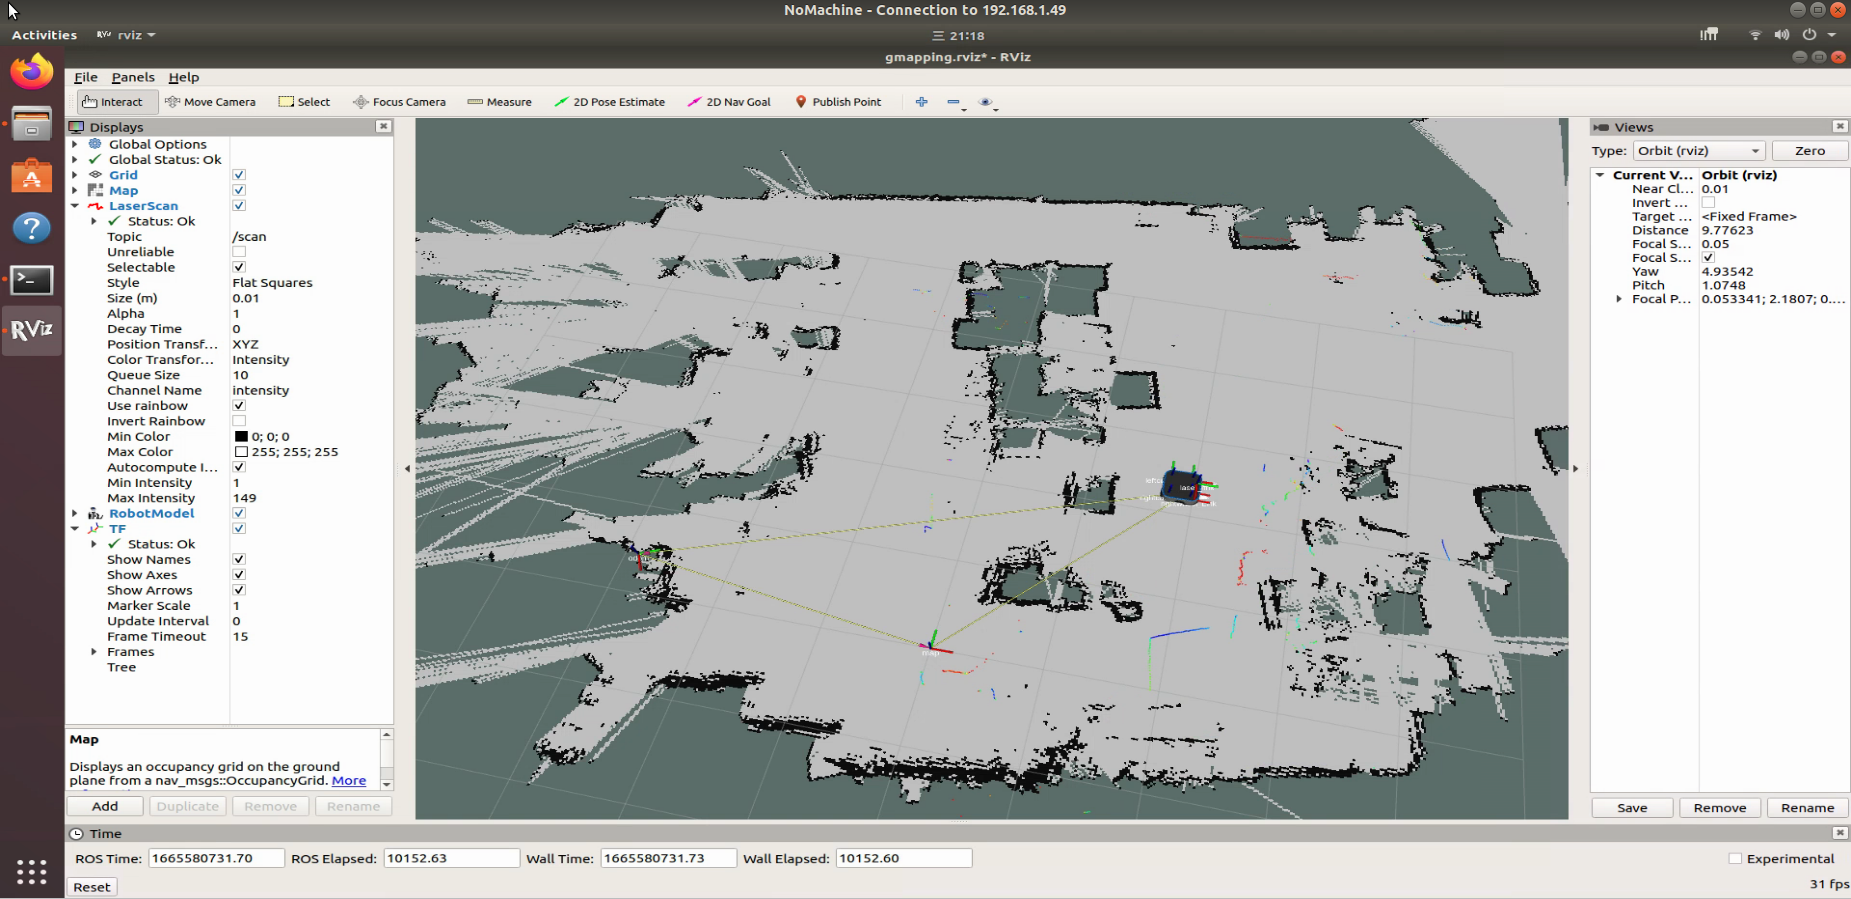 NoMachine - Connection to 192.168.1.49
Activities
RViz rviz
三 21:18
gmapping.rviz* - RViz
File Panels Help
Interact Move Camera Select Focus Camera Measure 2D Pose Estimate 2D Nav Goal Publish Point
Displays
Global Options
Global Status: Ok
Grid
Map
LaserScan
Status: Ok
Topic /scan
Unreliable
Selectable
Style Flat Squares
Size (m) 0.01
Alpha 1
Decay Time 0
Position Transf... XYZ
Color Transfor... Intensity
Queue Size 10
Channel Name intensity
Use rainbow
Invert Rainbow
Min Color 0; 0; 0
Max Color 255; 255; 255
Autocompute I...
Min Intensity 1
Max Intensity 149
RobotModel
TF
Status: Ok
Show Names
Show Axes
Show Arrows
Marker Scale 1
Update Interval 0
Frame Timeout 15
Frames
Tree
Map
Displays an occupancy grid on the ground
plane from a nav_msgs::OccupancyGrid. More
Add Duplicate Remove Rename
RViz
map
Views
Type: Orbit (rviz) Zero
Current V... Orbit (rviz)
Near Cl... 0.01
Invert ...
Target ... <Fixed Frame>
Distance 9.77623
Focal S... 0.05
Focal S...
Yaw 4.93542
Pitch 1.0748
Focal P... 0.053341; 2.1807; 0....
Save Remove Rename
Time
ROS Time: 1665580731.70 ROS Elapsed: 10152.63 Wall Time: 1665580731.73 Wall Elapsed: 10152.60
Experimental
Reset
31 fps